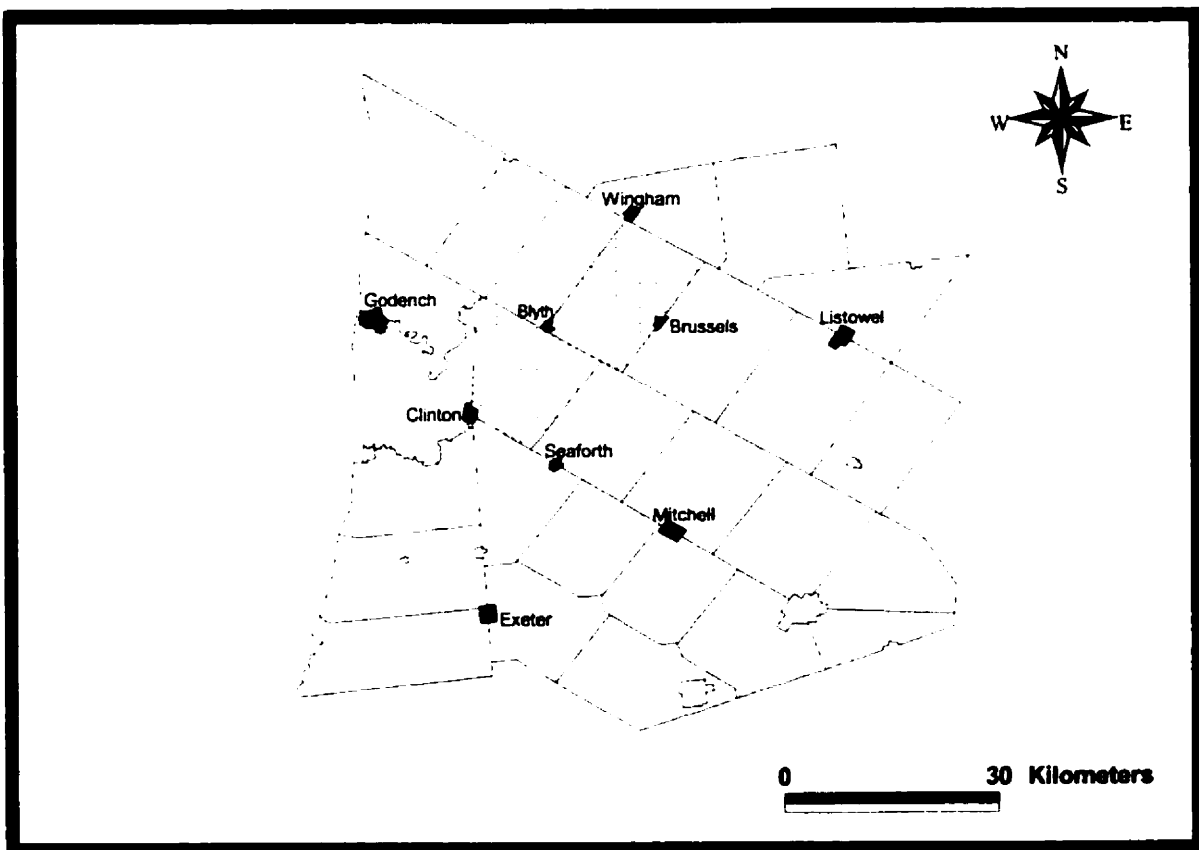 N
W E
S
Wingham
Godench
Blyth
Brussels
Listowel
Clinton
Seaforth
Mitchell
Exeter
0 30 Kilometers